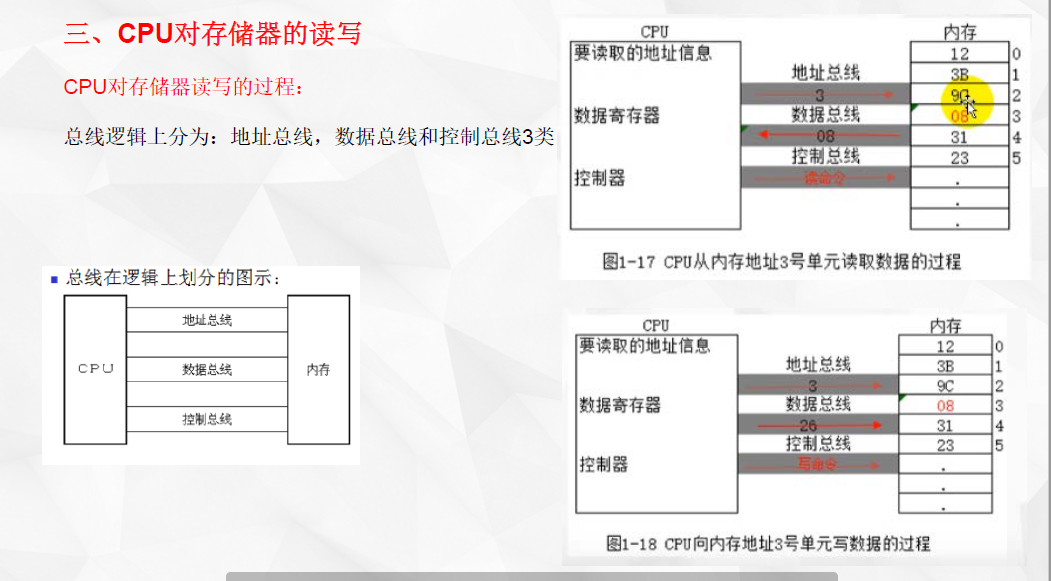 三、CPU对存储器的读写
CPU对存储器读写的过程：
总线逻辑上分为：地址总线，数据总线和控制总线3类
总线在逻辑上划分的图示：
CPU
地址总线
数据总线
控制总线
内存
CPU
内存
要读取的地址信息
数据寄存器
控制器
地址总线
3
数据总线
08
控制总线
读命令
12 0
3B 1
9C 2
08 3
31 4
23 5
.
.
.
图1-17 CPU从内存地址3号单元读取数据的过程
CPU
内存
要读取的地址信息
数据寄存器
控制器
地址总线
3
数据总线
26
控制总线
写命令
12 0
3B 1
9C 2
08 3
31 4
23 5
.
.
.
图1-18 CPU向内存地址3号单元写数据的过程